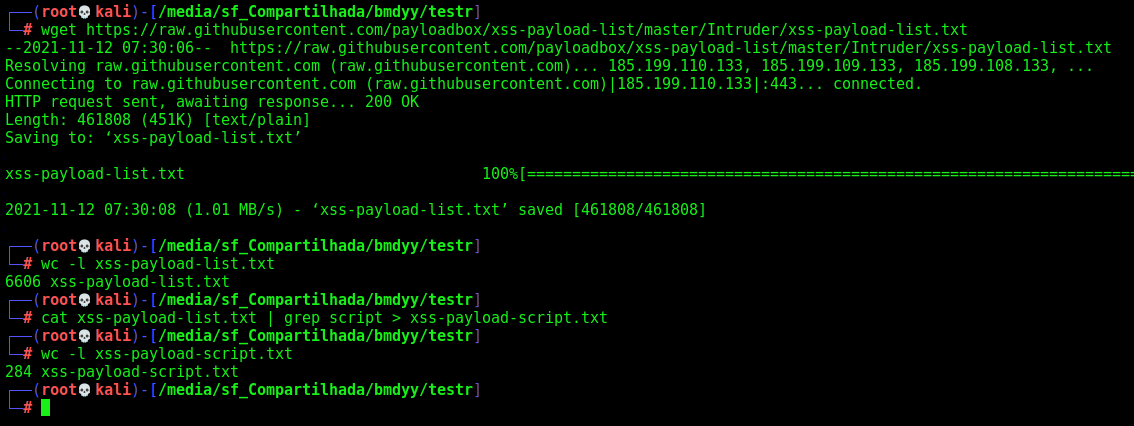 ┌──(root💀kali)-[/media/sf_Compartilhada/bmdyy/testr]
└─# wget https://raw.githubusercontent.com/payloadbox/xss-payload-list/master/Intruder/xss-payload-list.txt
--2021-11-12 07:30:06--  https://raw.githubusercontent.com/payloadbox/xss-payload-list/master/Intruder/xss-payload-list.txt
Resolving raw.githubusercontent.com (raw.githubusercontent.com)... 185.199.110.133, 185.199.109.133, 185.199.108.133, ...
Connecting to raw.githubusercontent.com (raw.githubusercontent.com)|185.199.110.133|:443... connected.
HTTP request sent, awaiting response... 200 OK
Length: 461808 (451K) [text/plain]
Saving to: ‘xss-payload-list.txt’
xss-payload-list.txt                                 100%[====================================================================
2021-11-12 07:30:08 (1.01 MB/s) - ‘xss-payload-list.txt’ saved [461808/461808]
┌──(root💀kali)-[/media/sf_Compartilhada/bmdyy/testr]
└─# wc -l xss-payload-list.txt
6606 xss-payload-list.txt
┌──(root💀kali)-[/media/sf_Compartilhada/bmdyy/testr]
└─# cat xss-payload-list.txt | grep script > xss-payload-script.txt
┌──(root💀kali)-[/media/sf_Compartilhada/bmdyy/testr]
└─# wc -l xss-payload-script.txt
284 xss-payload-script.txt
┌──(root💀kali)-[/media/sf_Compartilhada/bmdyy/testr]
└─#